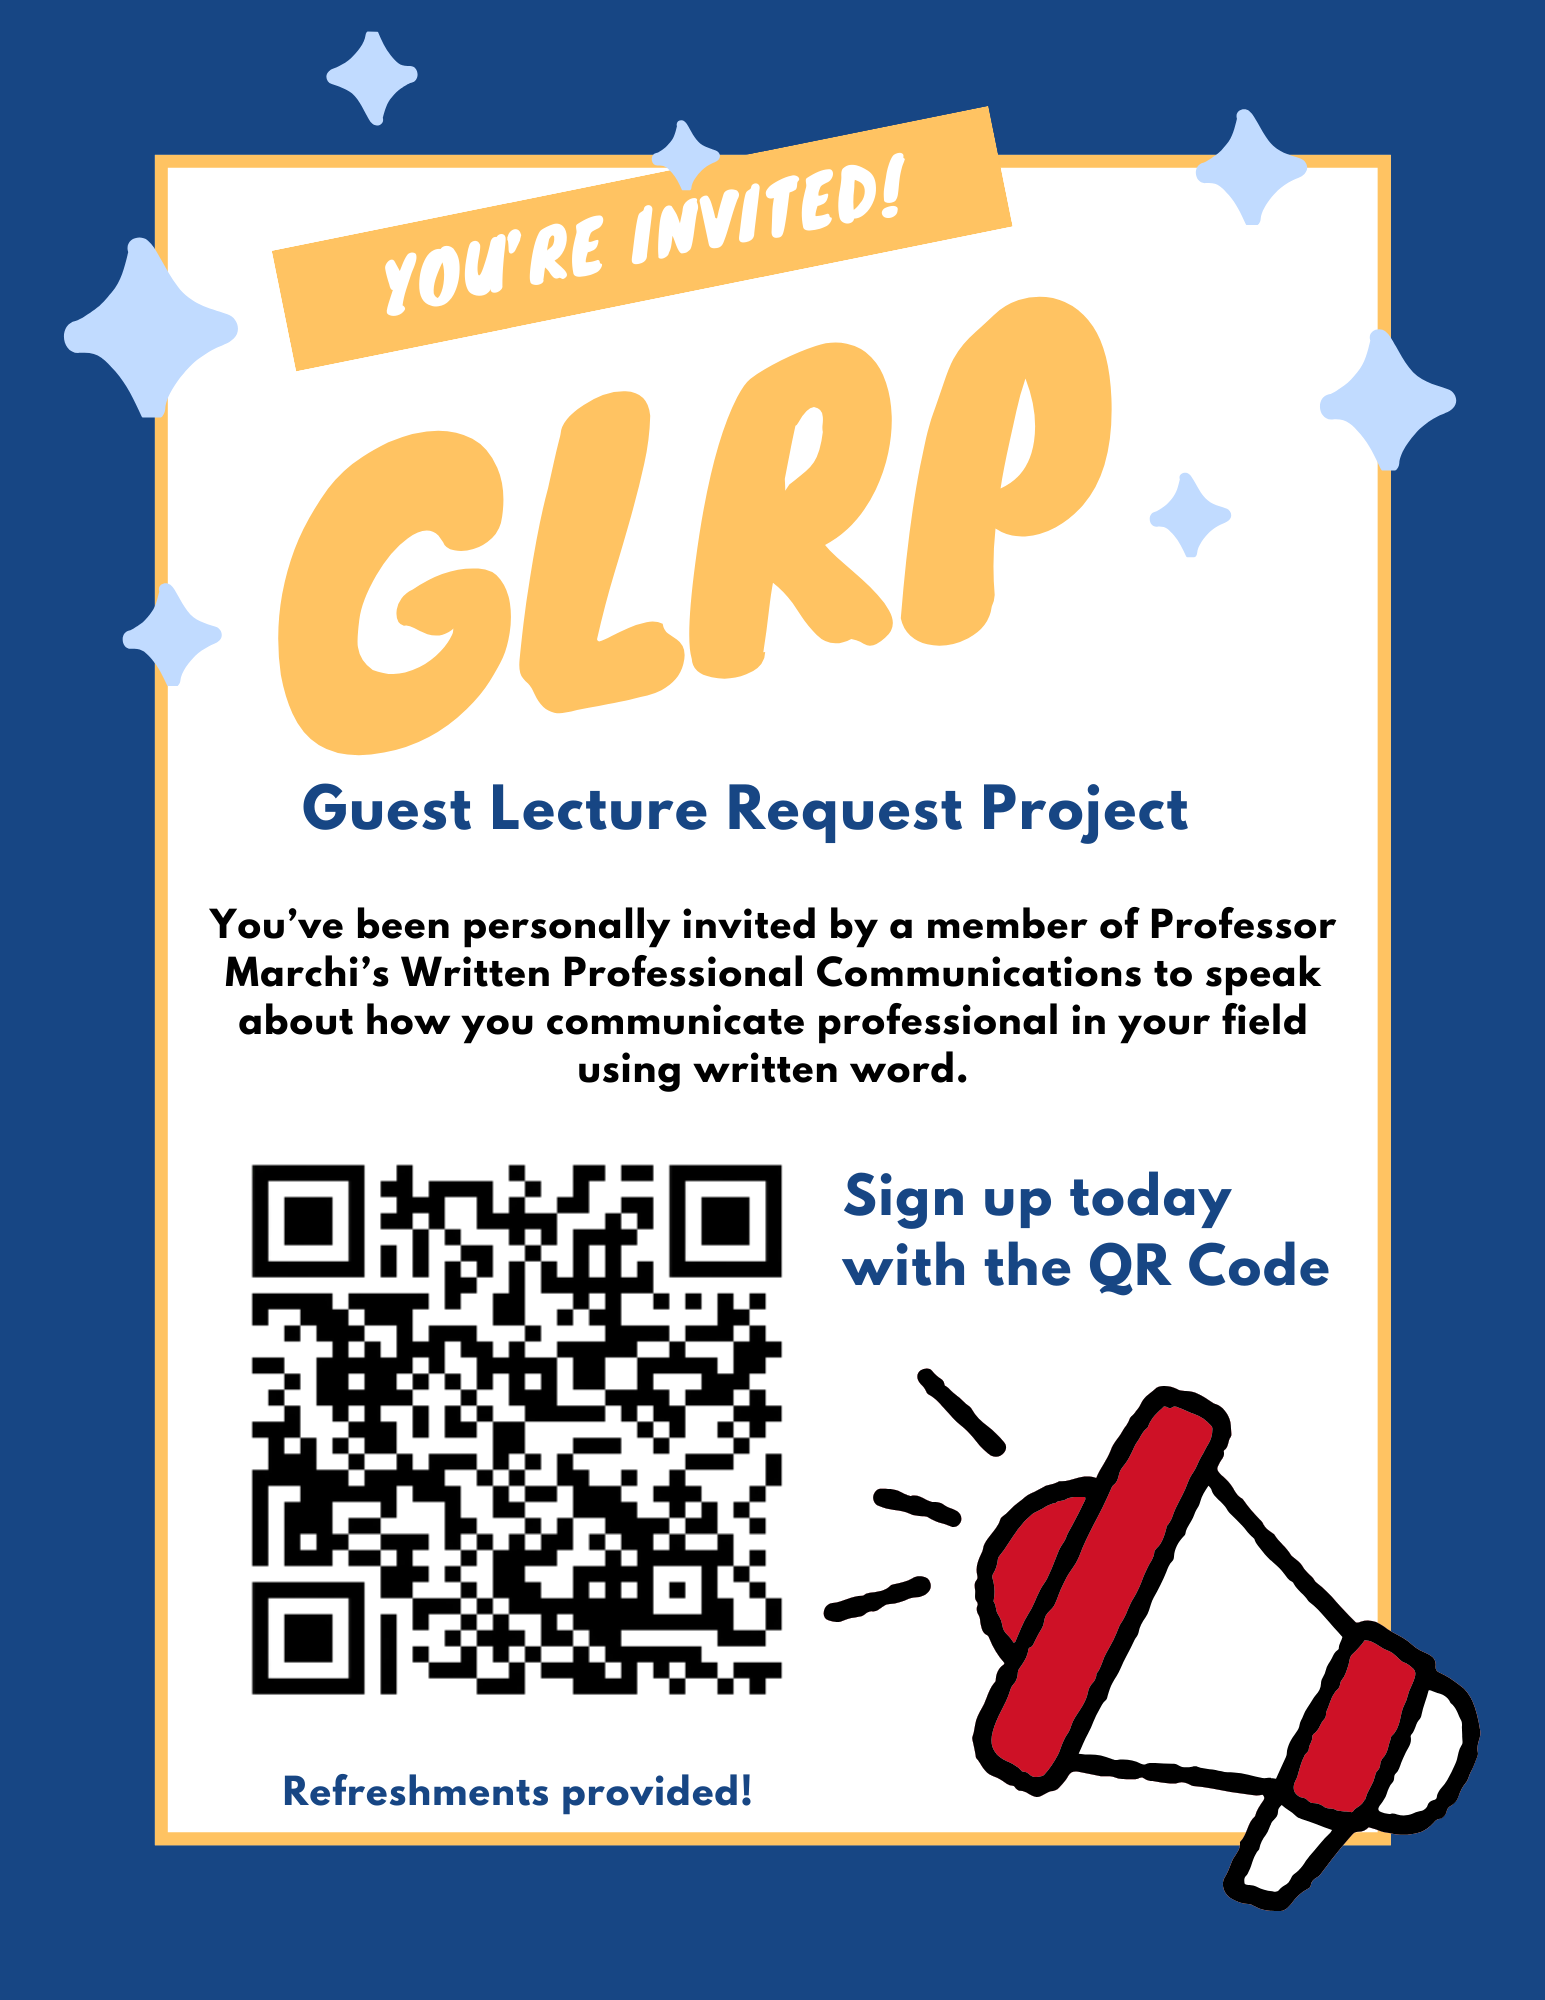 YOU'RE INVITED!
GLRP
Guest Lecture Request Project
You’ve been personally invited by a member of Professor
Marchi’s Written Professional Communications to speak
about how you communicate professional in your field
using written word.
Sign up today
with the QR Code
Refreshments provided!